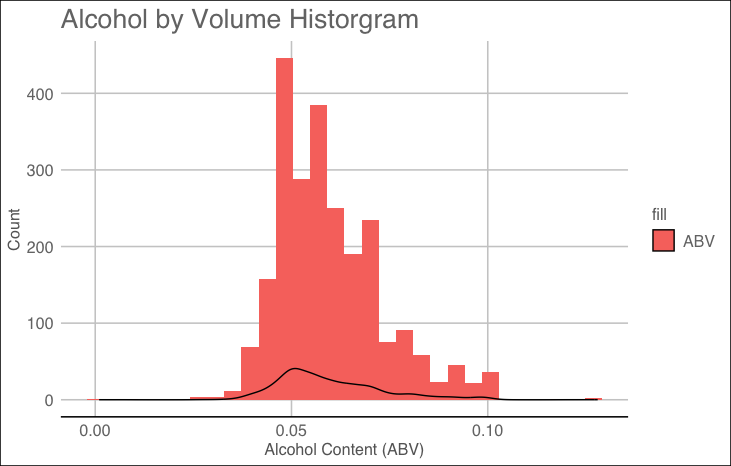 Alcohol by Volume Historgram
400
300
200
100
0
Count
0.00 0.05 0.10
Alcohol Content (ABV)
fill
ABV